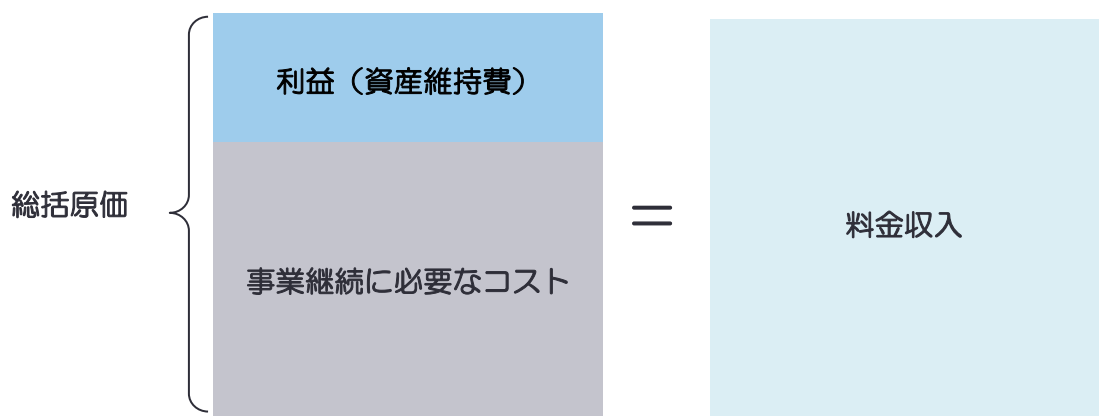 利益（資産維持費）
総括原価
事業継続に必要なコスト
＝
料金収入